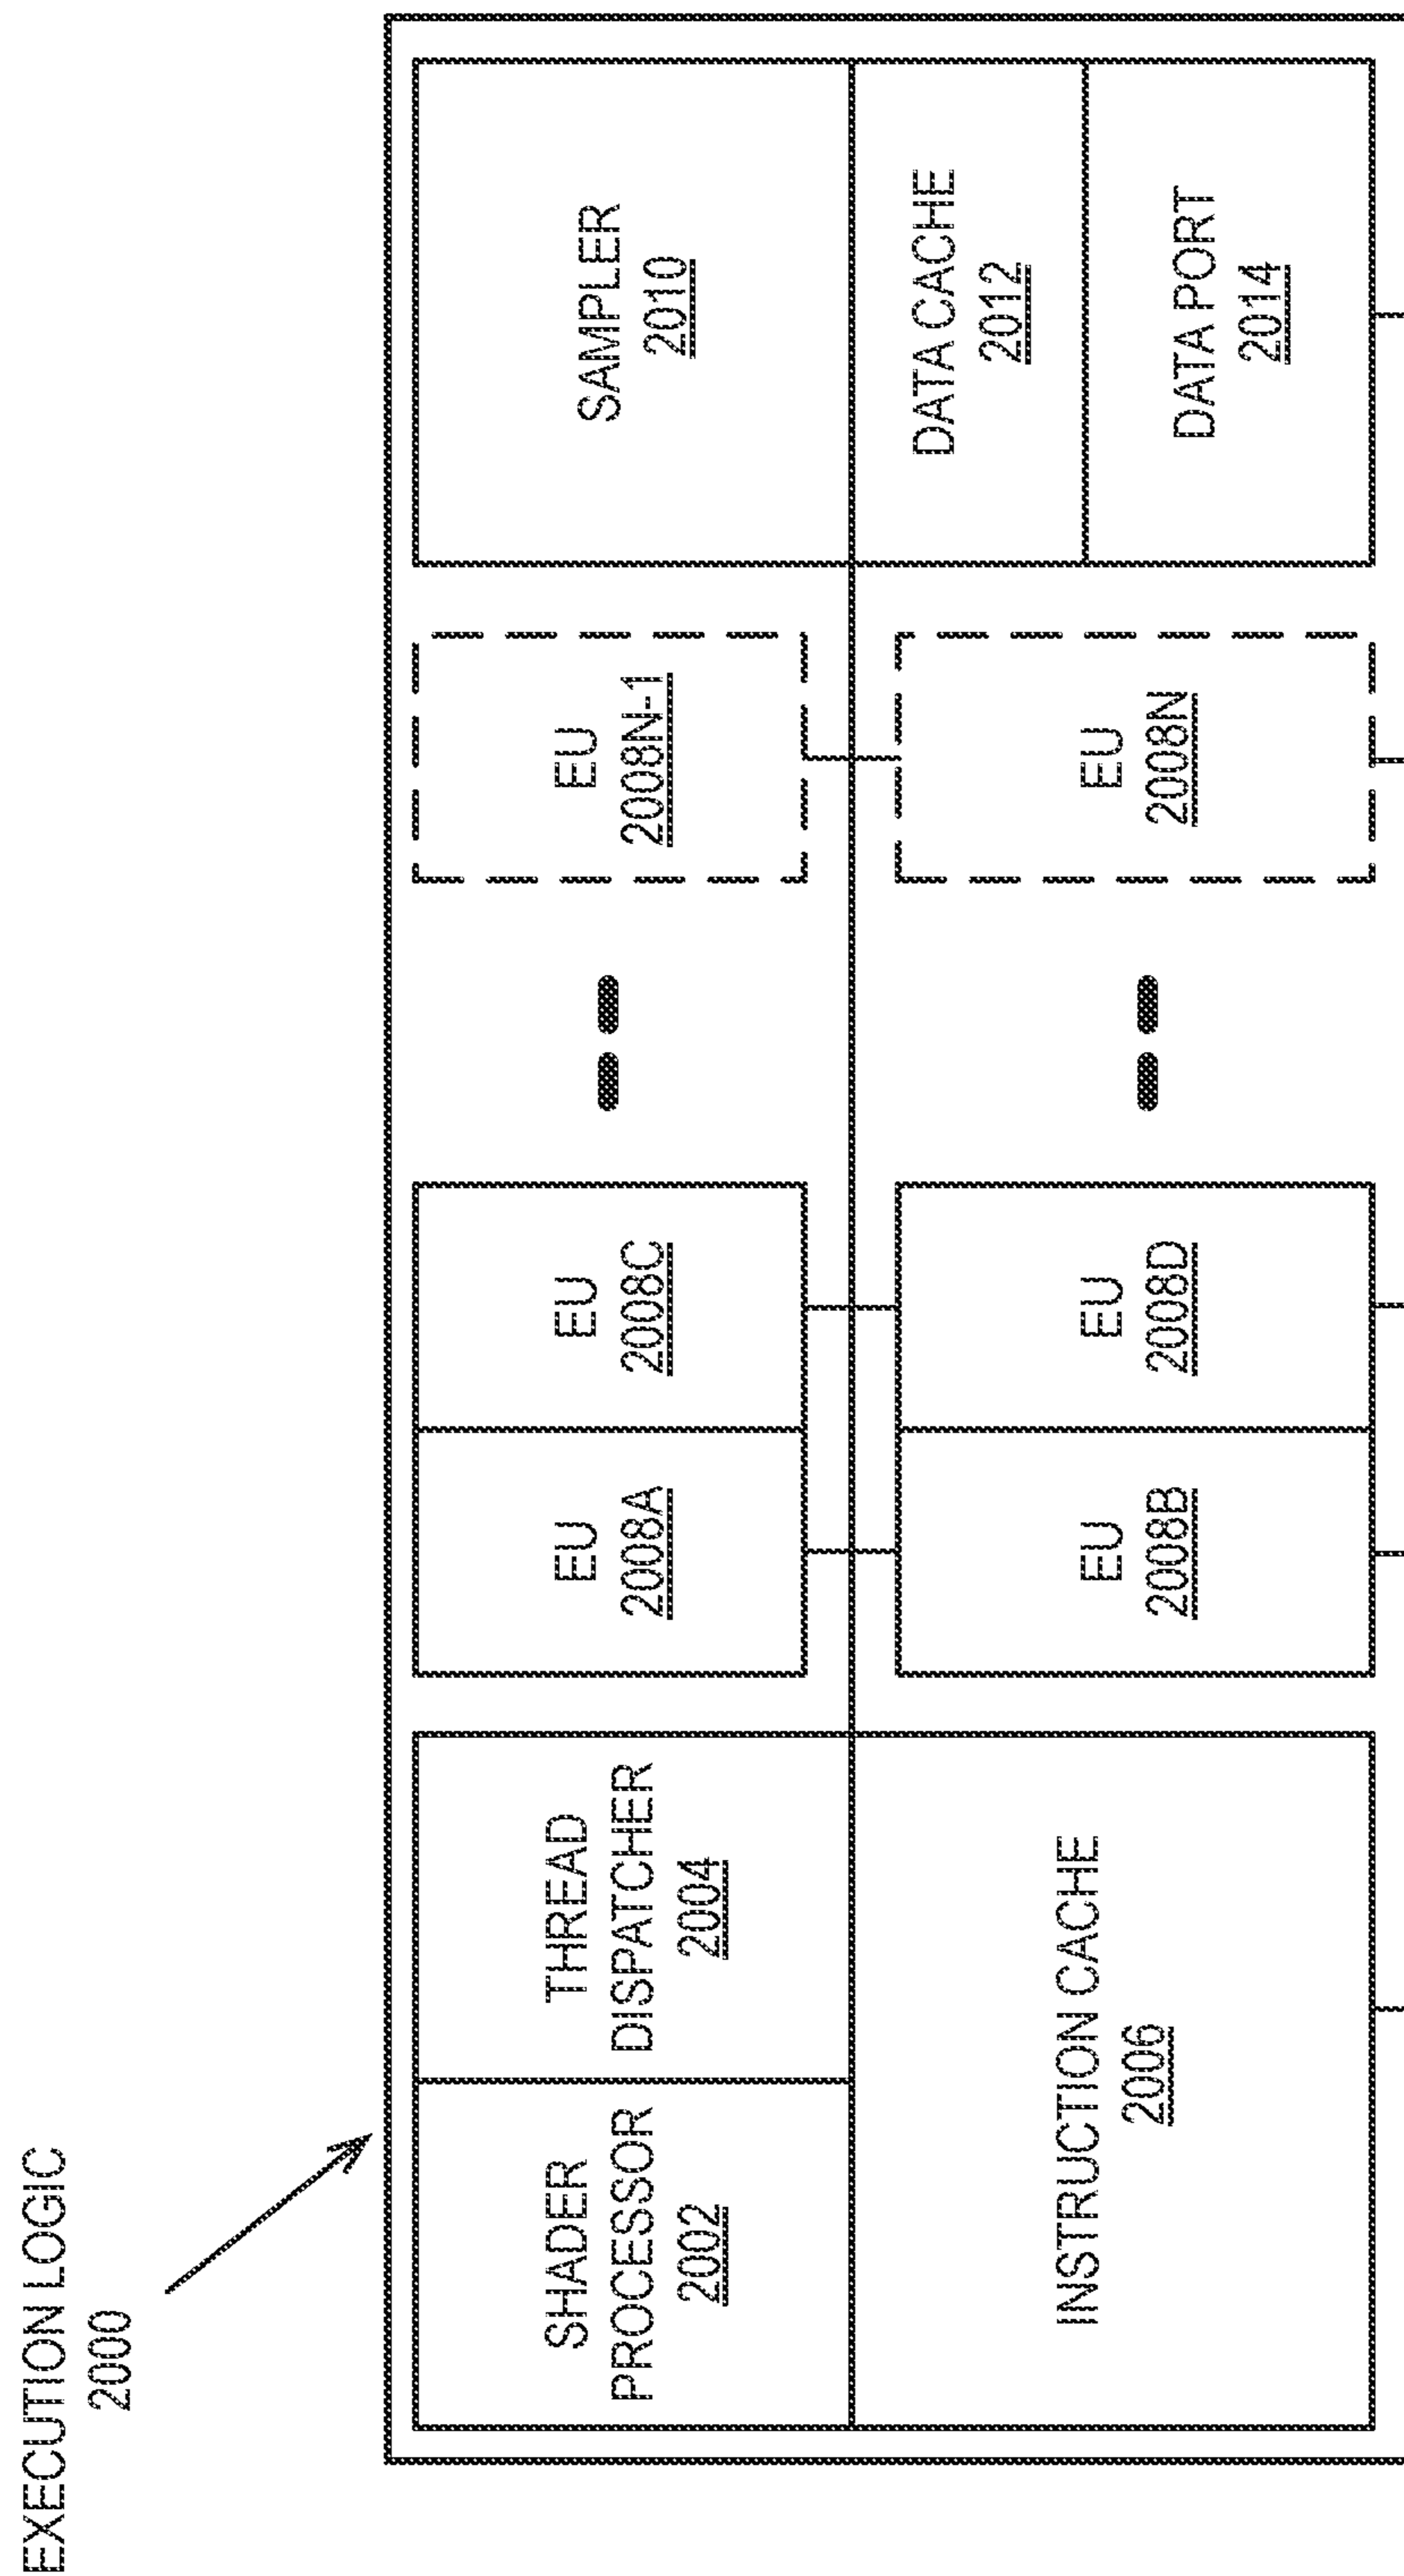 EXECUTION LOGIC
2000
SHADER
PROCESSOR
2002
THREAD
DISPATCHER
2004
INSTRUCTION CACHE
2006
EU
2008A
EU
2008C
EU
2008B
EU
2008D
EU
2008N-1
EU
2008N
SAMPLER
2010
DATA CACHE
2012
DATA PORT
2014